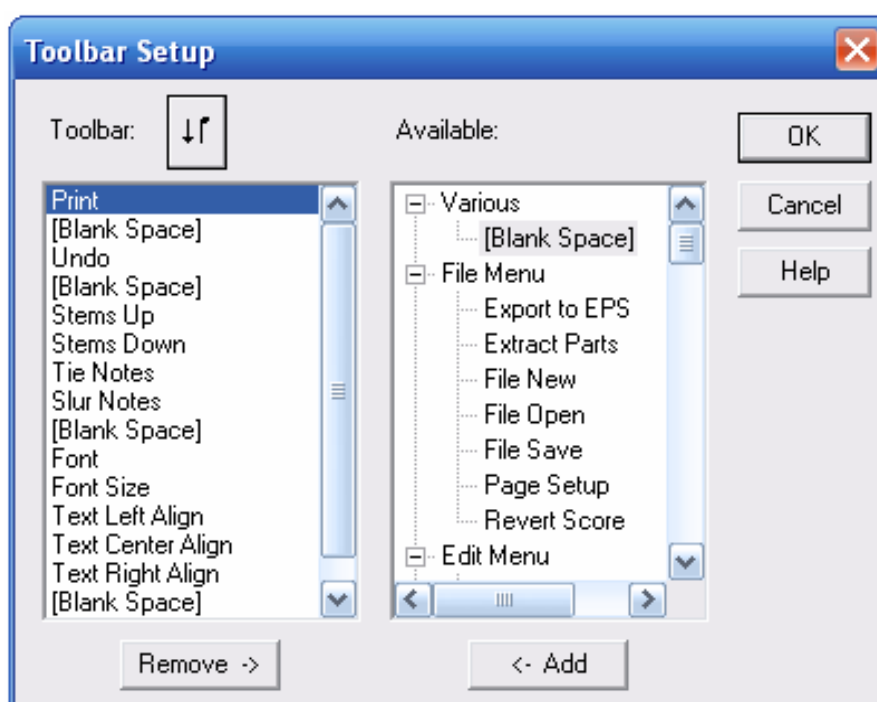 Toolbar Setup
Toolbar:
Available:
OK
Cancel
Help
Print
[Blank Space]
Undo
[Blank Space]
Stems Up
Stems Down
Tie Notes
Slur Notes
[Blank Space]
Font
Font Size
Text Left Align
Text Center Align
Text Right Align
[Blank Space]
Various
[Blank Space]
File Menu
Export to EPS
Extract Parts
File New
File Open
File Save
Page Setup
Revert Score
Edit Menu
Remove ->
<- Add